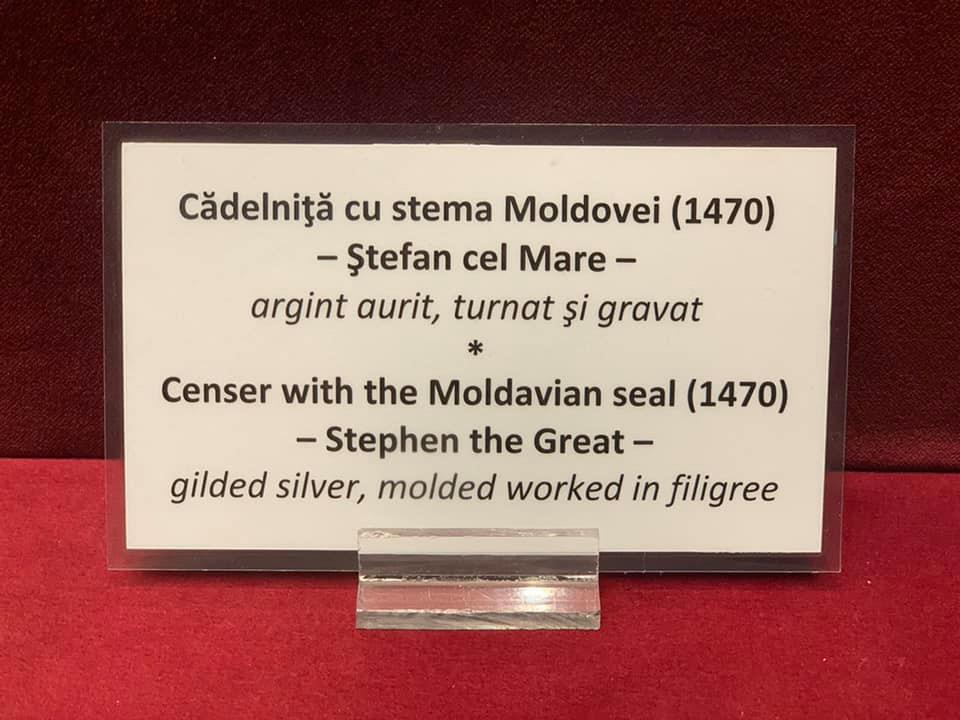 Cădelniţă cu stema Moldovei (1470)
– Ştefan cel Mare –
argint aurit, turnat şi gravat
*
Censer with the Moldavian seal (1470)
– Stephen the Great –
gilded silver, molded worked in filigree